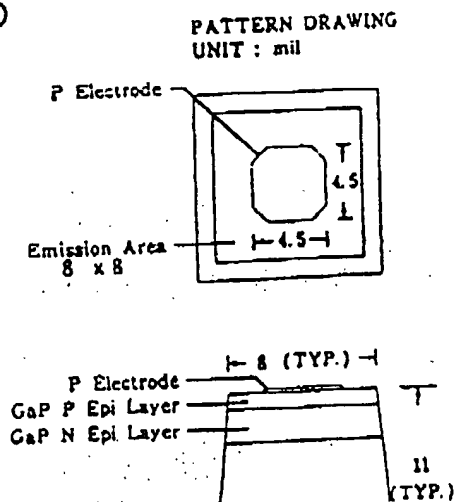 PATTERN DRAWING
UNIT : mil
P Electrode
4.5
4.5
Emission Area
8 x 8
8 (TYP.)
P Electrode
GaP P Epi Layer
GaP N Epi Layer
11
(TYP.)